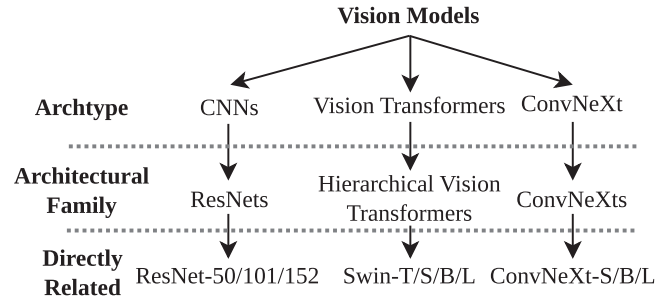 Vision Models
Archtype
CNNs
Vision Transformers
ConvNeXt
Architectural
Family
ResNets
Hierarchical Vision
Transformers
ConvNeXts
Directly
Related
ResNet-50/101/152
Swin-T/S/B/L
ConvNeXt-S/B/L